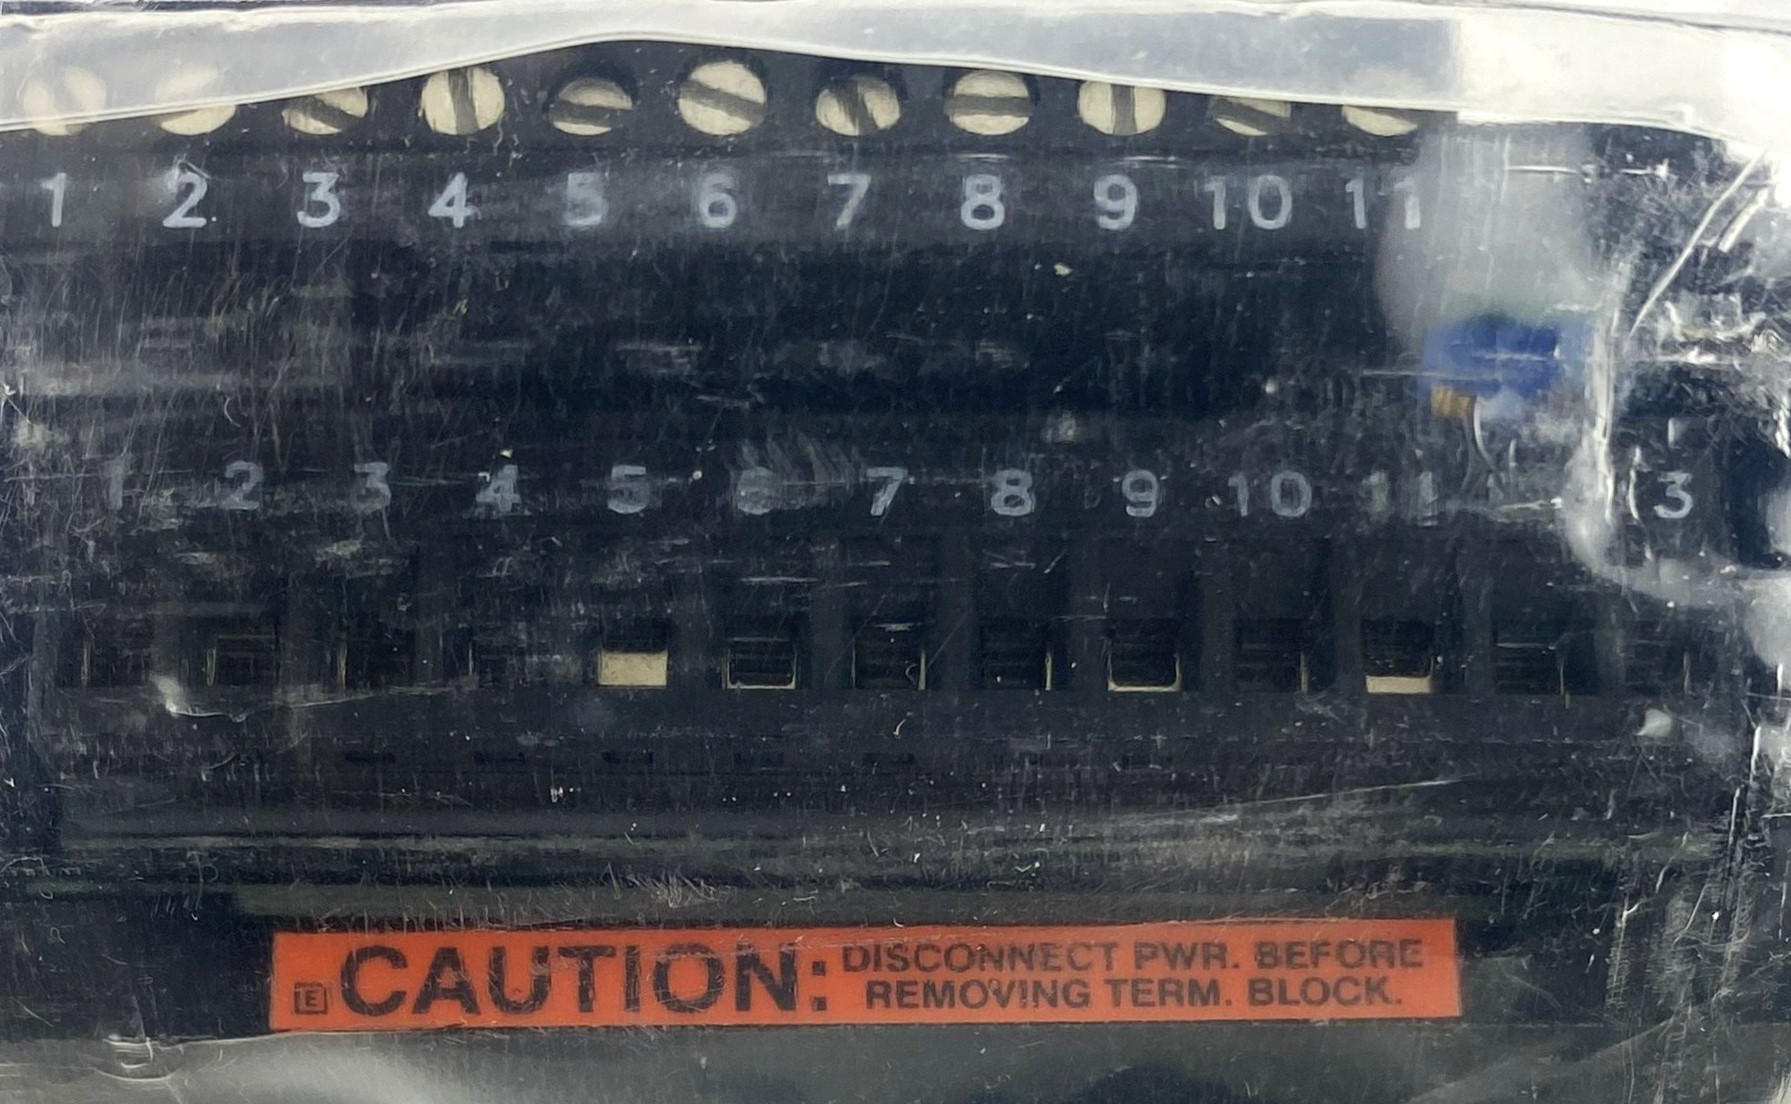 1 2 3 4 5 6 7 8 9 10 11
1 2 3 4 5 6 7 8 9 10 11 13
E CAUTION: DISCONNECT PWR. BEFORE
REMOVING TERM. BLOCK.